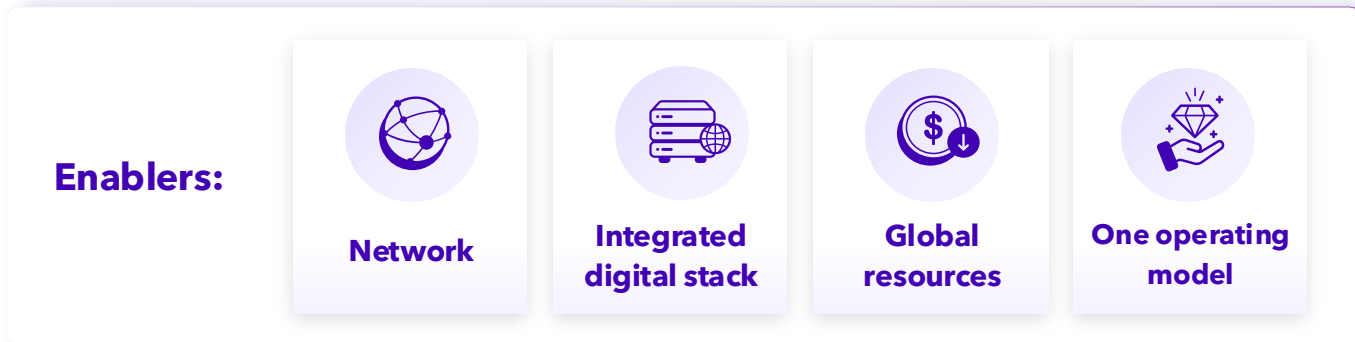 Enablers:
Network
Integrated
digital stack
$
Global
resources
One operating
model